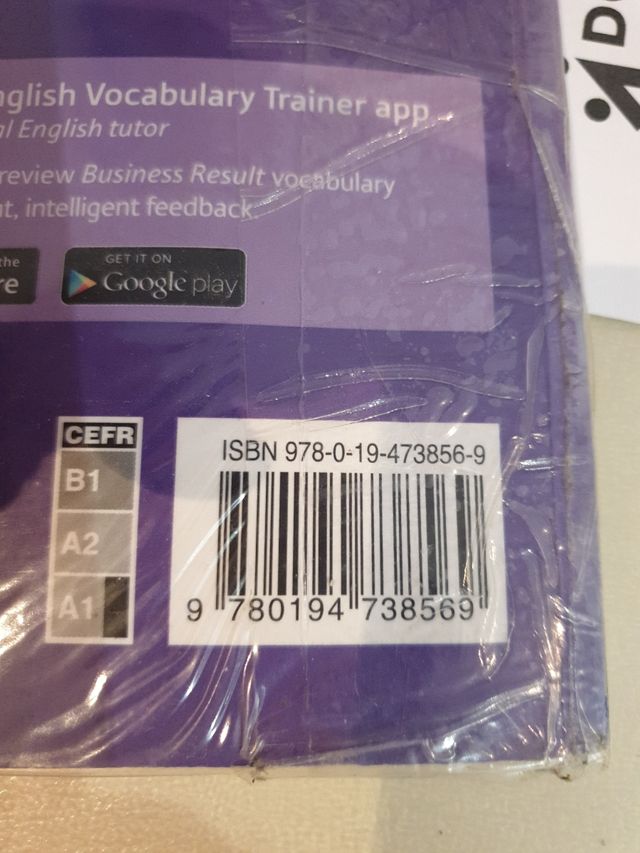 nglish Vocabulary Trainer app
al English tutor
review Business Result vocabulary
t, intelligent feedback.
the
re
GET IT ON
Google play
CEFR
B1
A2
A1
ISBN 978-0-19-473856-9
9 780194 738569